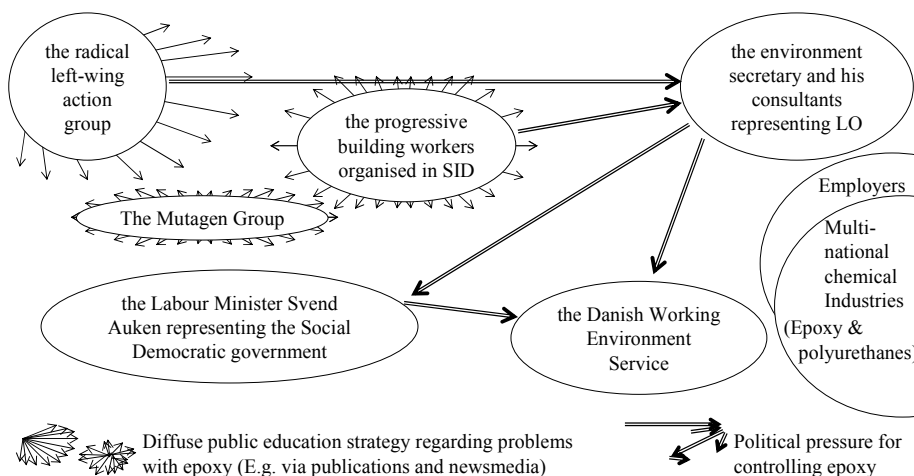 the radical
left-wing
action
group
the progressive
building workers
organised in SID
the environment
secretary and his
consultants
representing LO
The Mutagen Group
Employers
Multi-
national
chemical
Industries
(Epoxy &
polyurethanes)
the Labour Minister Svend
Auken representing the Social
Democratic government
the Danish Working
Environment
Service
Diffuse public education strategy regarding problems
with epoxy (E.g. via publications and newsmedia)
Political pressure for
controlling epoxy